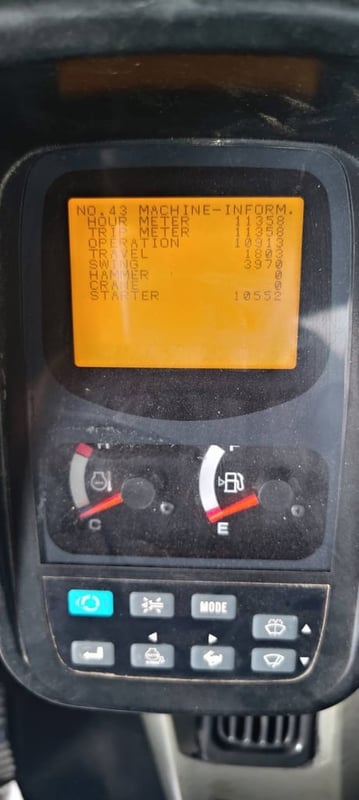 NO.43 MACHINE-INFORM.
HOUR METER 11358
TRIP METER 11358
OPERATION 10913
TRAVEL 1803
SWING 3970
HAMMER 0
CRANE 0
STARTER 10552
H F
C E
MODE